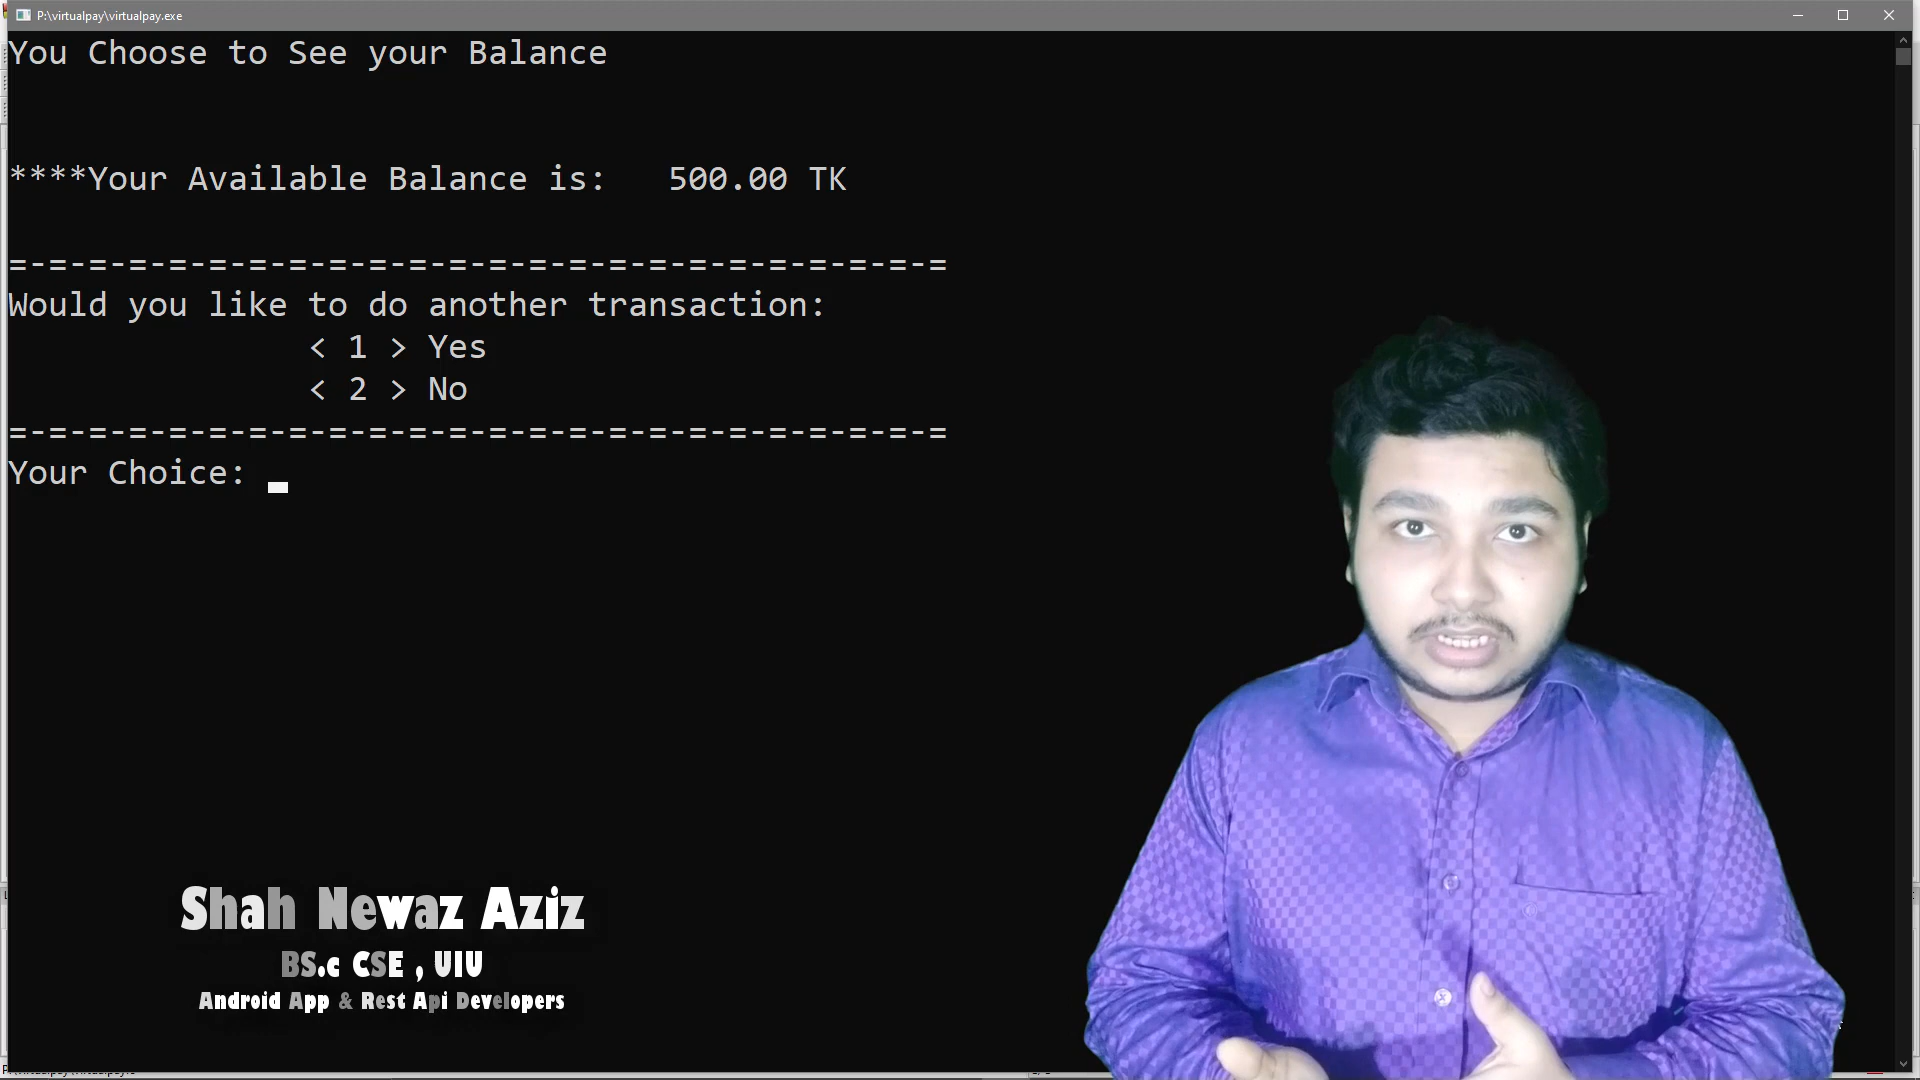 P:\virtualpay\virtualpay.exe
You Choose to See your Balance
****Your Available Balance is:   500.00 TK
=-=-=-=-=-=-=-=-=-=-=-=-=-=-=-=-=-=-=-=-=-=-=-=
Would you like to do another transaction:
< 1 > Yes
< 2 > No
=-=-=-=-=-=-=-=-=-=-=-=-=-=-=-=-=-=-=-=-=-=-=-=
Your Choice:
Shah Newaz Aziz
BS.c CSE , UIU
Android App & Rest Api Developers